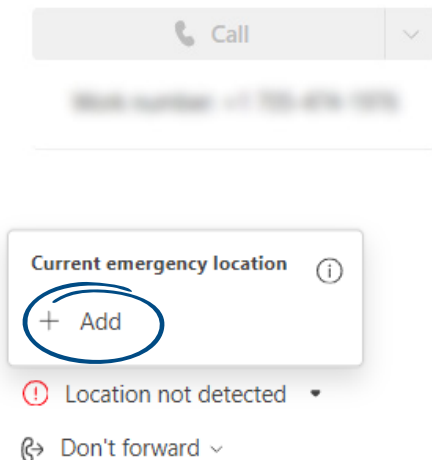 Call
Current emergency location
+ Add
Location not detected
Don't forward